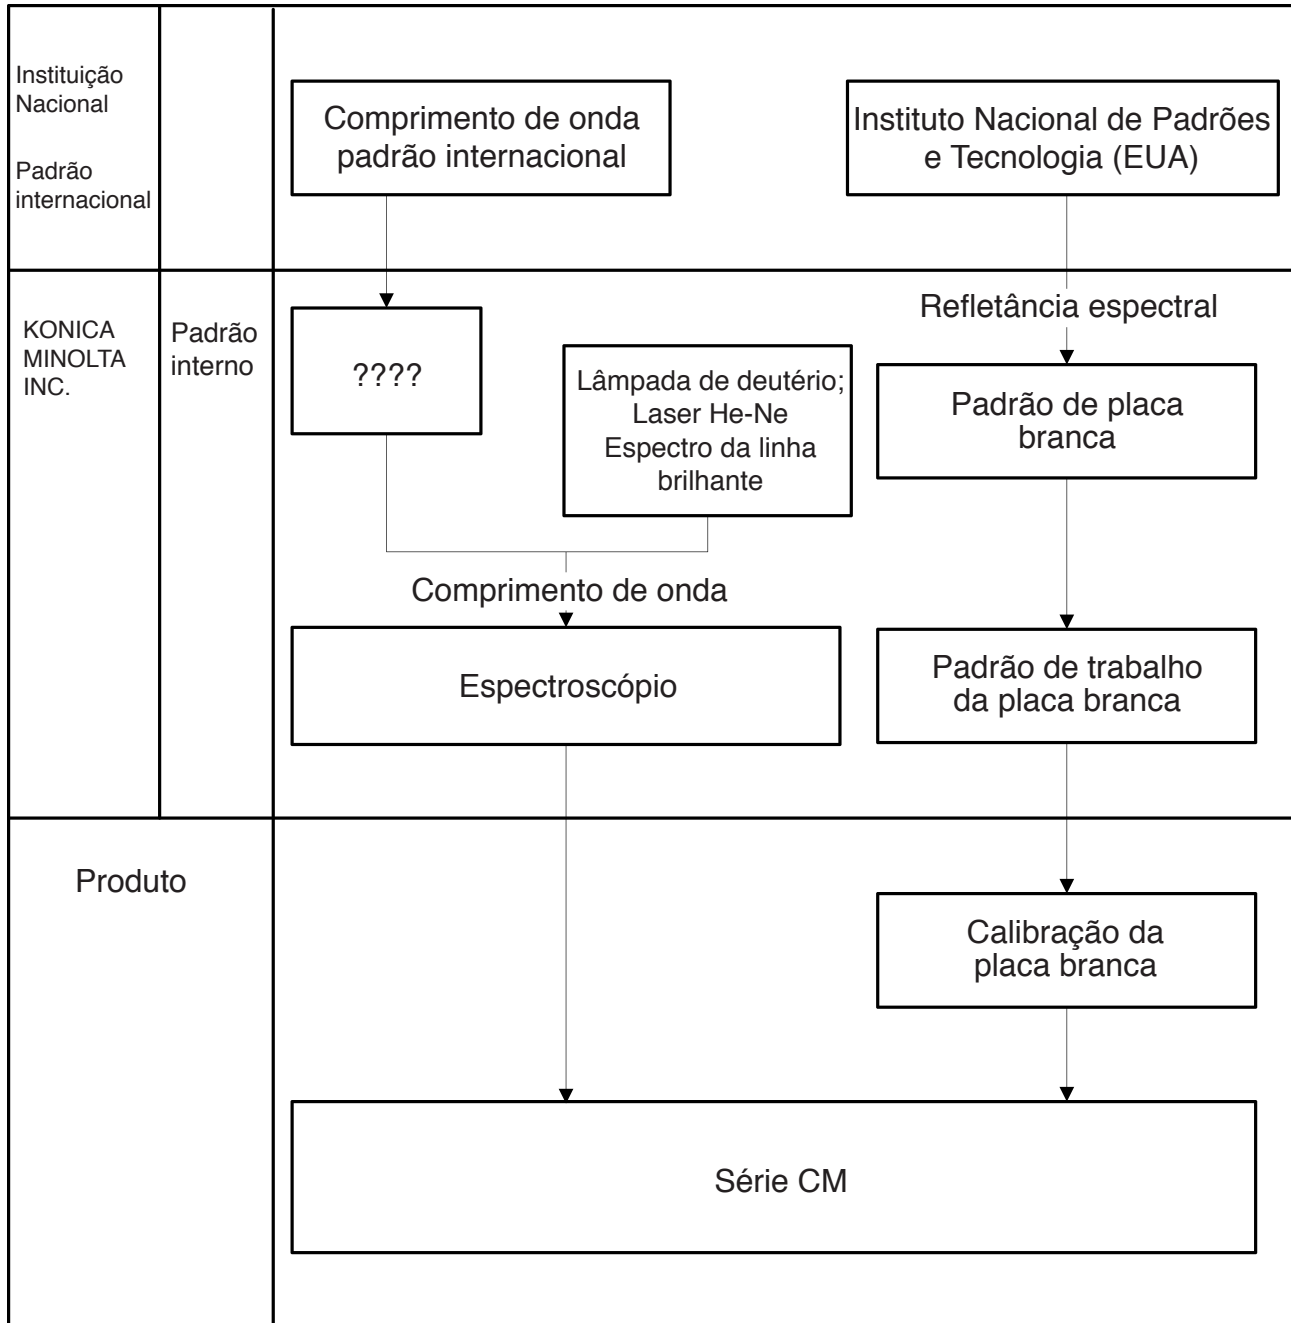 Instituição
Nacional
Padrão
internacional
Comprimento de onda
padrão internacional
Instituto Nacional de Padrões
e Tecnologia (EUA)
KONICA
MINOLTA
INC.
Padrão
interno
????
Lâmpada de deutério;
Laser He-Ne
Espectro da linha
brilhante
Refletância espectral
Padrão de placa
branca
Comprimento de onda
Espectroscópio
Padrão de trabalho
da placa branca
Produto
Calibração da
placa branca
Série CM